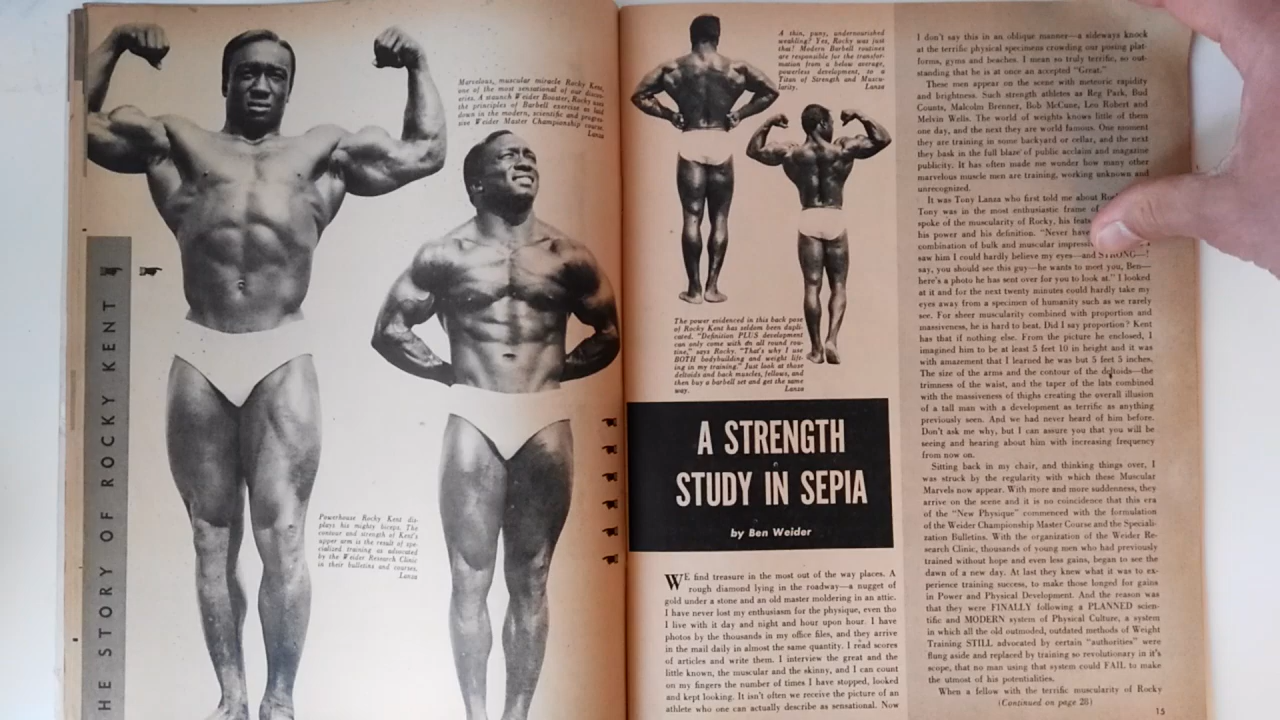 HE STORY OF ROCKY KENT
Marvelous, muscular miracle Rocky Kent,
one of the most sensational of our discov-
eries. A staunch Weider Booster, Rocky uses
the principles of Barbell exercise as laid
down in the modern, scientific and progres-
sive Weider Master Championship course.
Lanza
Powerhouse Rocky Kent dis-
plays his mighty biceps. The
contour and strength of Kent's
upper arm is the result of spe-
cialized training as advocated
by the Weider Research Clinic
in their bulletins and courses.
Lanza
A thin, puny, undernourished
weakling? Yes, Rocky was just
that! Modern Barbell routines
are responsible for the transfor-
mation from a below average,
powerless development, to a
Titan of Strength and Muscu-
larity. Lanza
The power evidenced in this back pose
of Rocky Kent has seldom been dupli-
cated. "Definition PLUS development
can only come with an all round rou-
tine," says Rocky. "That's why I use
BOTH bodybuilding and weight lift-
ing in my training." Just look at those
deltoids and back muscles, fellows, and
then buy a barbell set and get the same
way. Lanza
A STRENGTH
STUDY IN SEPIA
by Ben Weider
WE find treasure in the most out of the way places. A
rough diamond lying in the roadway—a nugget of
gold under a stone and an old master moldering in an attic.
I have never lost my enthusiasm for the physique, even tho
I live with it day and night and hour upon hour. I have
photos by the thousands in my office files, and they arrive
in the mail daily in almost the same quantity. I read scores
of articles and write them. I interview the great and the
little known, the muscular and the skinny, and I can count
on my fingers the number of times I have stopped, looked
and kept looking. It isn't often we receive the picture of an
athlete who one can actually describe as sensational. Now
I don't say this in an oblique manner—a sideways knock
at the terrific physical specimens crowding our posing plat-
forms, gyms and beaches. I mean so truly terrific, so out-
standing that he is at once an accepted "Great."
These men appear on the scene with meteoric rapidity
and brightness. Such strength athletes as Reg Park, Bud
Counts, Malcolm Brenner, Bob McCune, Leo Robert and
Melvin Wells. The world of weights knows little of them
one day, and the next they are world famous. One moment
they are training in some backyard or cellar, and the next
they bask in the full blaze of public acclaim and magazine
publicity. It has often made me wonder how many other
marvelous muscle men are training, working unknown and
unrecognized.
It was Tony Lanza who first told me about
Tony was in the most enthusiastic frame of
spoke of the muscularity of Rocky, his
his power and his definition. "Never have
combination of bulk and muscular
saw him I could hardly believe my eyes—and STRONG—!
say, you should see this guy—he wants to meet you, Ben—
here's a photo he has sent over for you to look at." I looked
at it and for the next twenty minutes could hardly take my
eyes away from a specimen of humanity such as we rarely
see. For sheer muscularity combined with proportion and
massiveness, he is hard to beat. Did I say proportion? Kent
has that if nothing else. From the picture he enclosed, I
imagined him to be at least 5 feet 10 in height and it was
with amazement that I learned he was but 5 feet 5 inches.
The size of the arms and the contour of the deltoids—the
trimness of the waist, and the taper of the lats combined
with the massiveness of thighs creating the overall illusion
of a tall man with a development as terrific as anything
previously seen. And we had never heard of him before.
Don't ask me why, but I can assure you that you will be
seeing and hearing about him with increasing frequency
from now on.
Sitting back in my chair, and thinking things over, I
was struck by the regularity with which these Muscular
Marvels now appear. With more and more suddenness, they
arrive on the scene and it is no coincidence that this era
of the "New Physique" commenced with the formulation
of the Weider Championship Master Course and the Speciali-
zation Bulletins. With the organization of the Weider Re-
search Clinic, thousands of young men who had previously
trained without hope and even less gains, began to see the
dawn of a new day. At last they knew what it was to ex-
perience training success, to make those longed for gains
in Power and Physical Development. And the reason was
that they were FINALLY following a PLANNED scien-
tific and MODERN system of Physical Culture, a system
in which all the old outmoded, outdated methods of Weight
Training STILL advocated by certain "authorities" were
flung aside and replaced by training so revolutionary in it's
scope, that no man using that system could FAIL to make
the utmost of his potentialities.
When a fellow with the terrific muscularity of Rocky
(Continued on page 28)
15